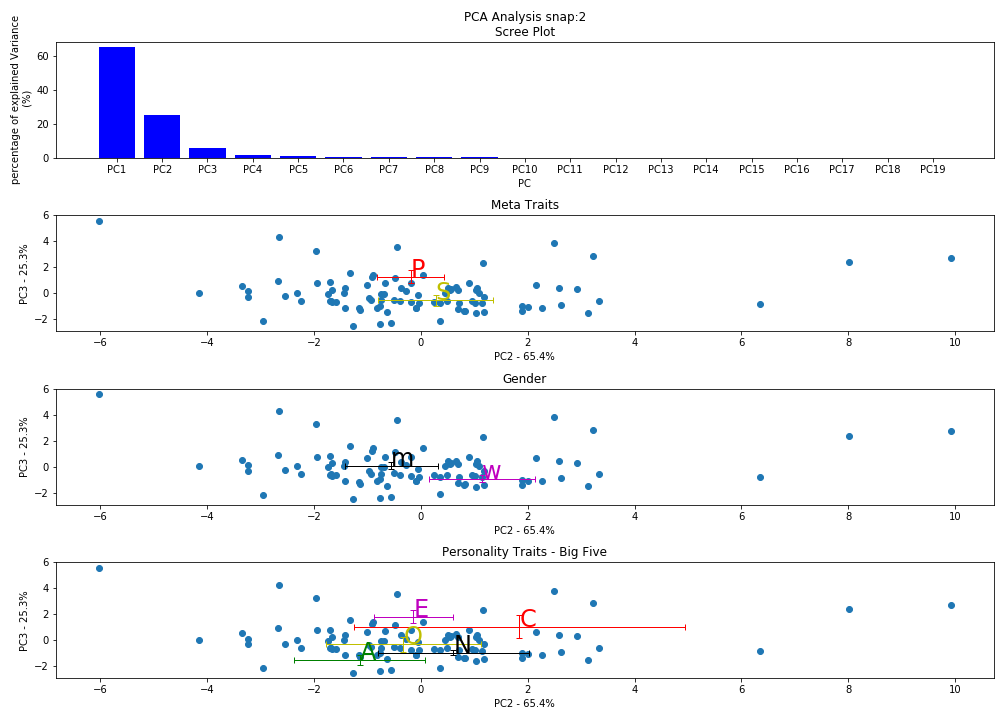 PCA Analysis snap:2
Scree Plot
percentage of explained Variance
(%)
60
40
20
0
PC1 PC2 PC3 PC4 PC5 PC6 PC7 PC8 PC9 PC10 PC11 PC12 PC13 PC14 PC15 PC16 PC17 PC18 PC19
PC
Meta Traits
PC3 - 25.3%
6
4
2
0
−2
P
S
−6 −4 −2 0 2 4 6 8 10
PC2 - 65.4%
Gender
PC3 - 25.3%
6
4
2
0
−2
m
w
−6 −4 −2 0 2 4 6 8 10
PC2 - 65.4%
Personality Traits - Big Five
PC3 - 25.3%
6
4
2
0
−2
E
C
O
N
A
−6 −4 −2 0 2 4 6 8 10
PC2 - 65.4%